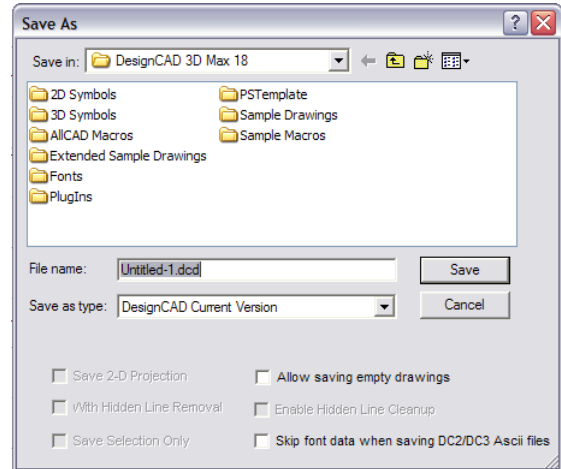 Save As
Save in: DesignCAD 3D Max 18
2D Symbols PSTemplate
3D Symbols Sample Drawings
AllCAD Macros Sample Macros
Extended Sample Drawings
Fonts
PlugIns
File name: Untitled-1.dcd Save
Save as type: DesignCAD Current Version Cancel
Save 2-D Projection Allow saving empty drawings
With Hidden Line Removal Enable Hidden Line Cleanup
Save Selection Only Skip font data when saving DC2/DC3 Ascii files